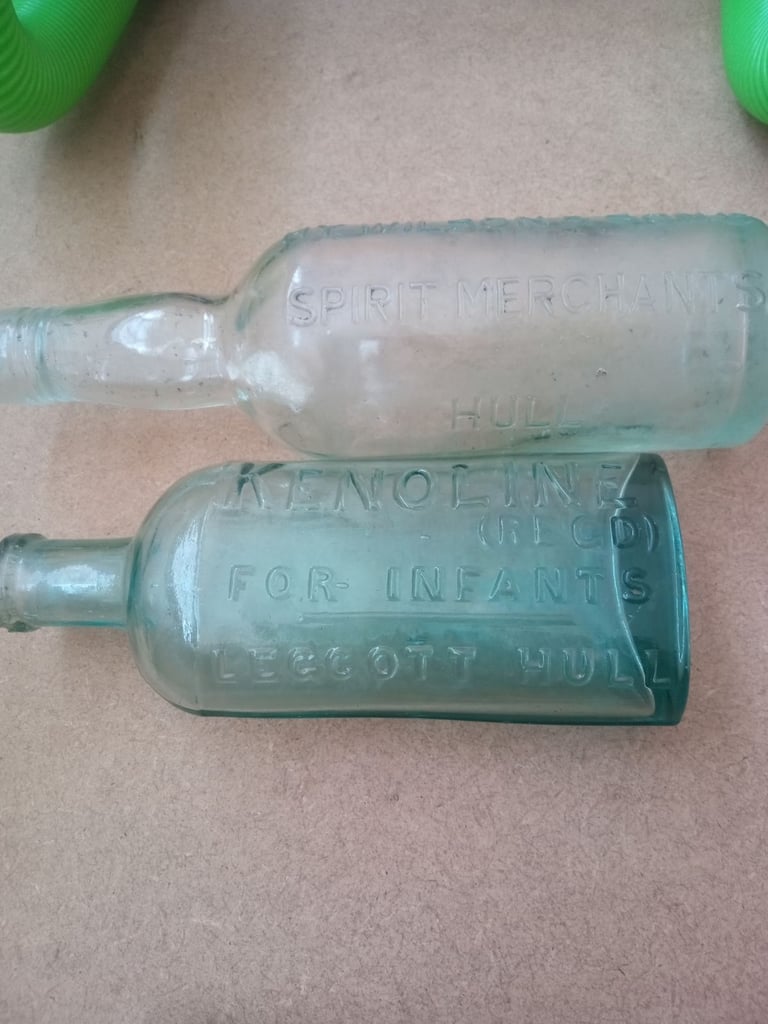 SPIRIT MERCHANTS
HULL
KENOLINE
(REGD)
FOR- INFANTS
LEGGOTT HULL